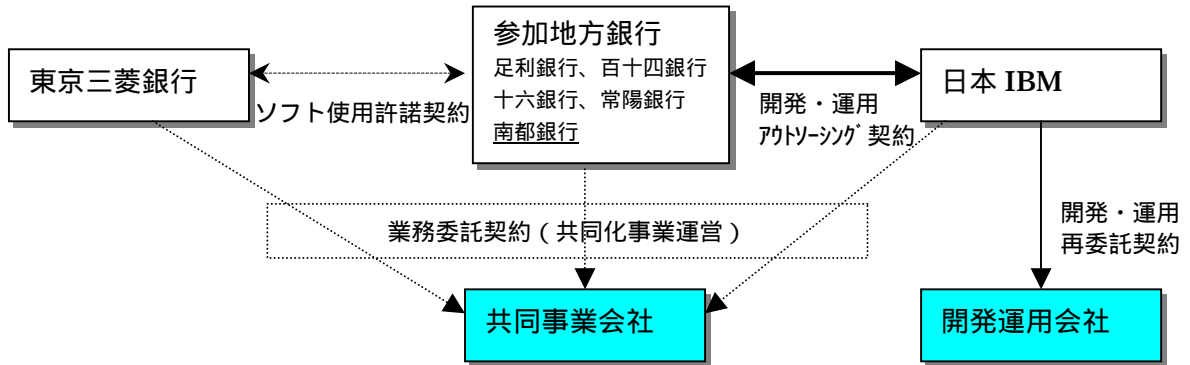 東京三菱銀行
ソフト使用許諾契約
参加地方銀行
足利銀行、百十四銀行
十六銀行、常陽銀行
南都銀行
開発・運用
ｱｳﾄｿｰｼﾝｸﾞ契約
日本 IBM
業務委託契約（共同化事業運営）
開発・運用
再委託契約
共同事業会社
開発運用会社